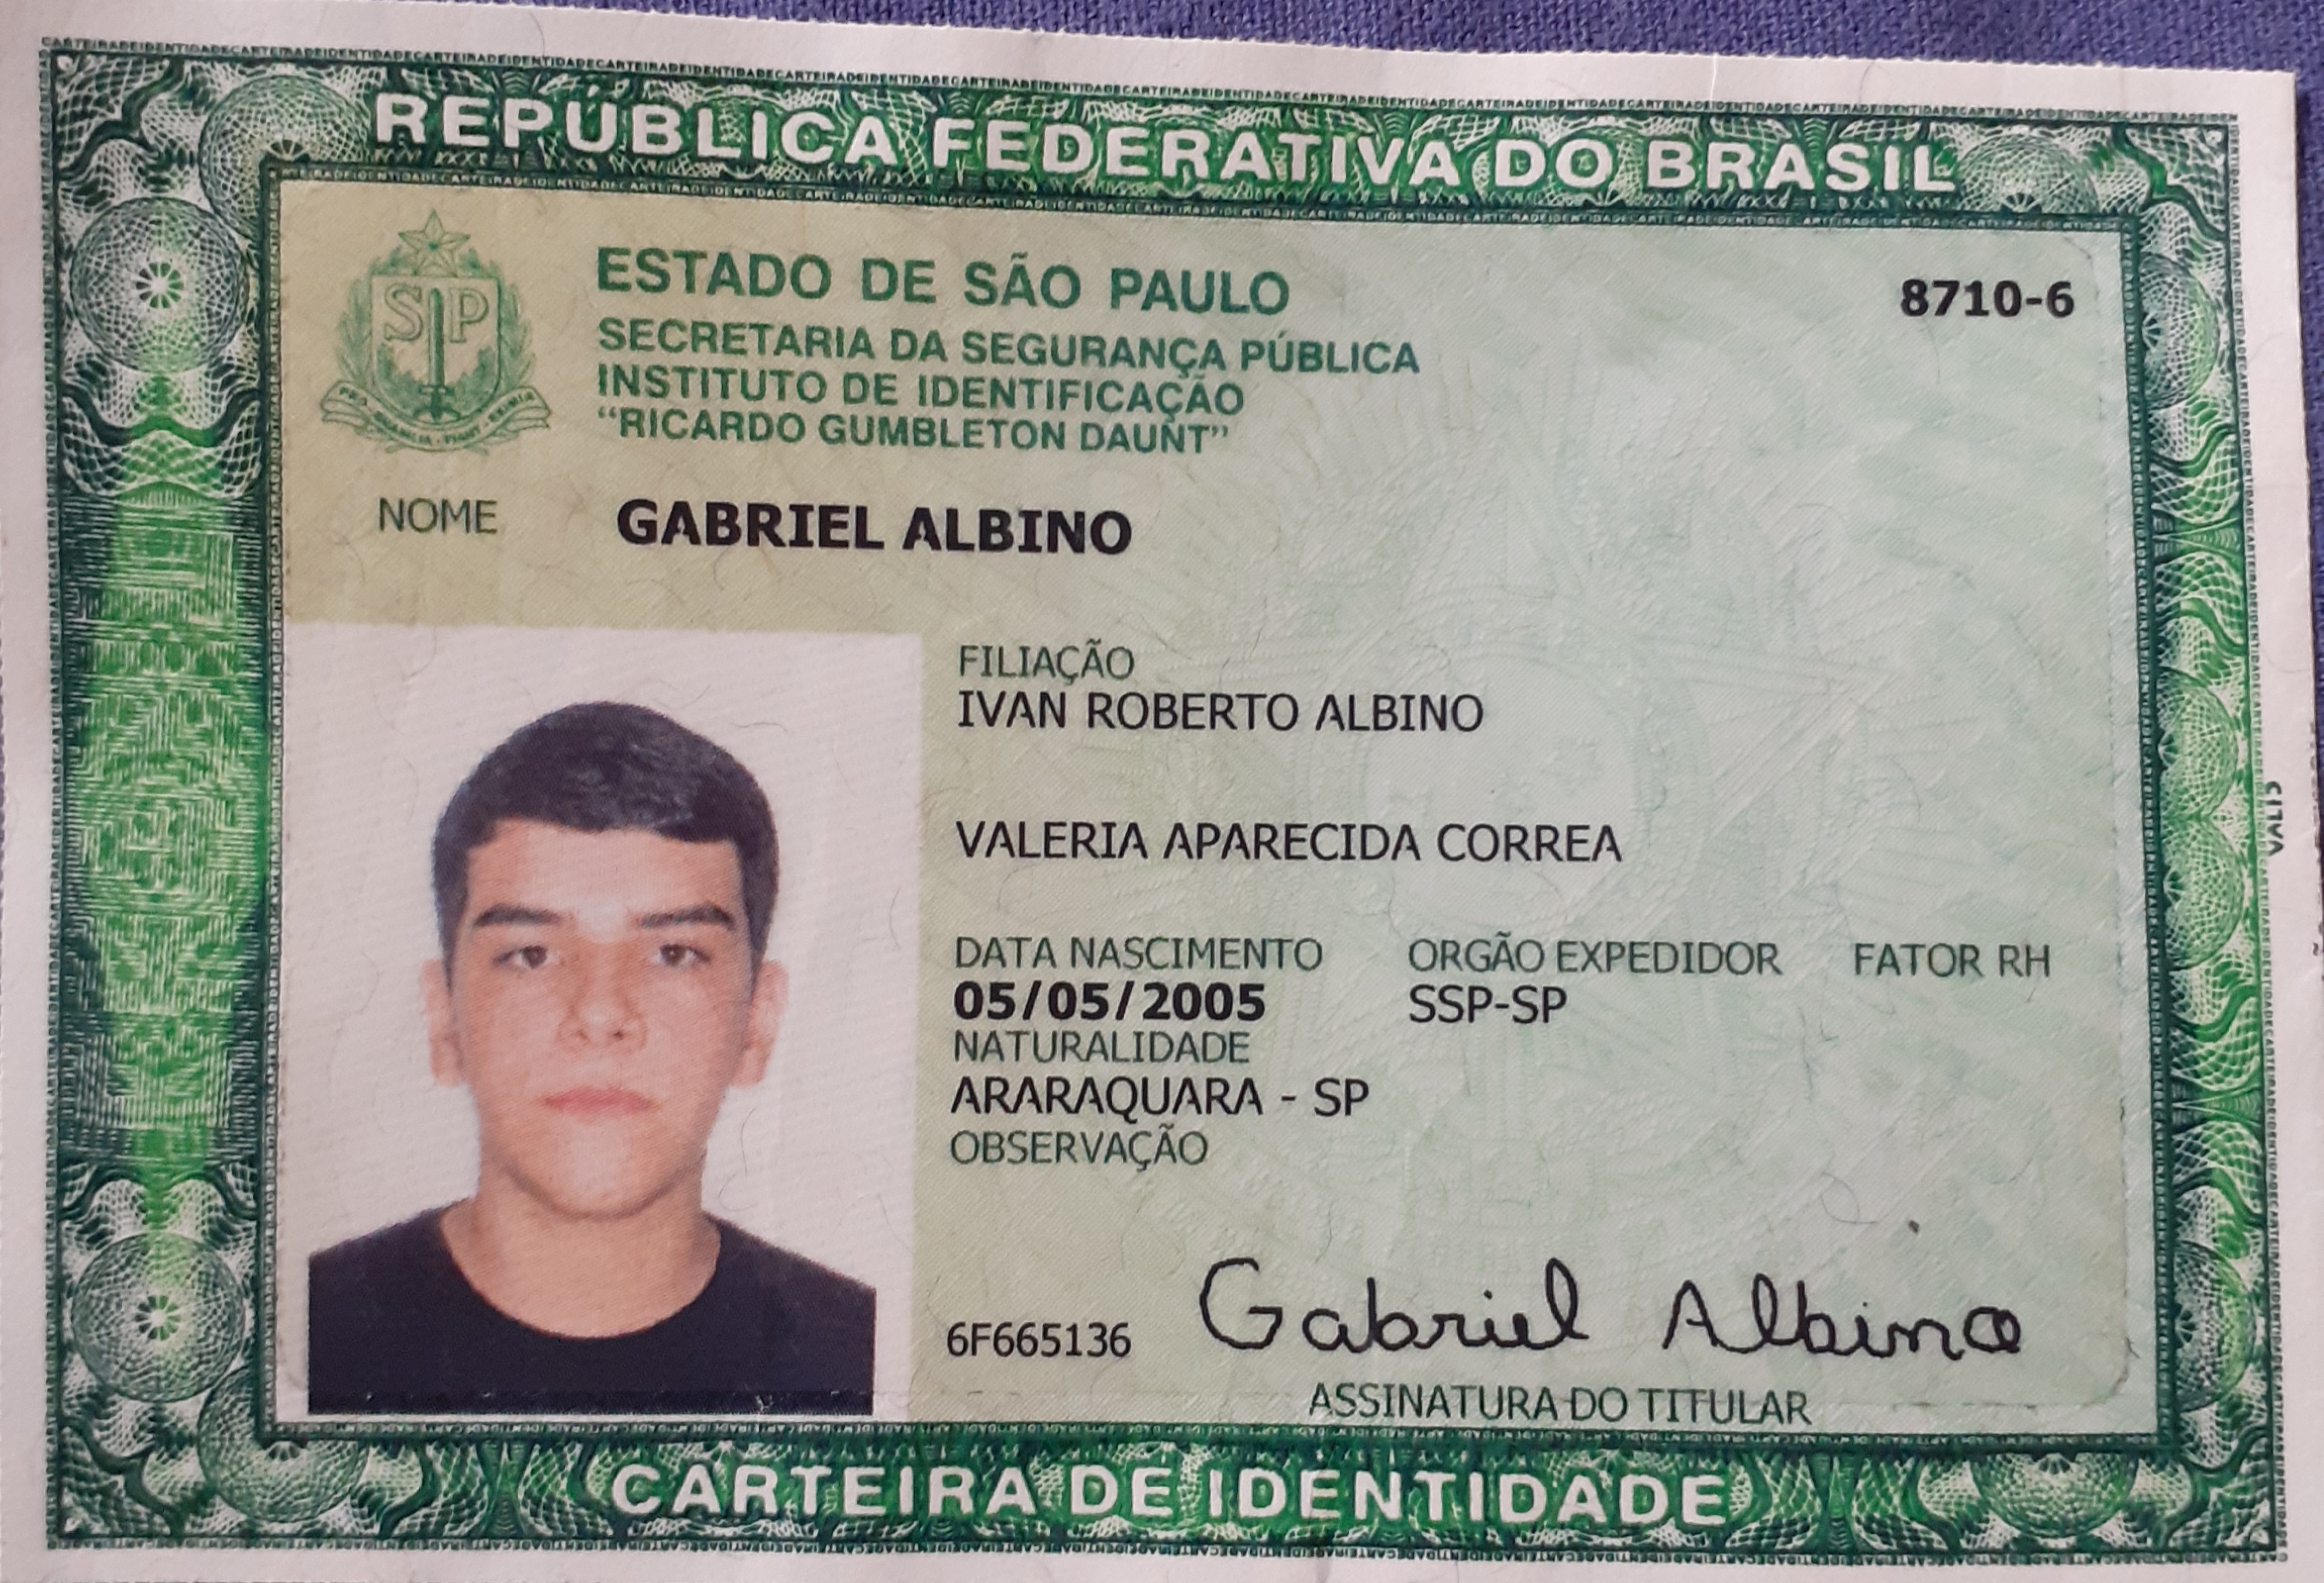 REPÚBLICA FEDERATIVA DO BRASIL
SP
ESTADO DE SÃO PAULO
8710-6
SECRETARIA DA SEGURANÇA PÚBLICA
INSTITUTO DE IDENTIFICAÇÃO
“RICARDO GUMBLETON DAUNT”
NOME GABRIEL ALBINO
FILIAÇÃO
IVAN ROBERTO ALBINO
VALERIA APARECIDA CORREA
DATA NASCIMENTO ORGÃO EXPEDIDOR FATOR RH
05/05/2005 SSP-SP
NATURALIDADE
ARARAQUARA - SP
OBSERVAÇÃO
6F665136 Gabriel Albino
ASSINATURA DO TITULAR
CARTEIRA DE IDENTIDADE